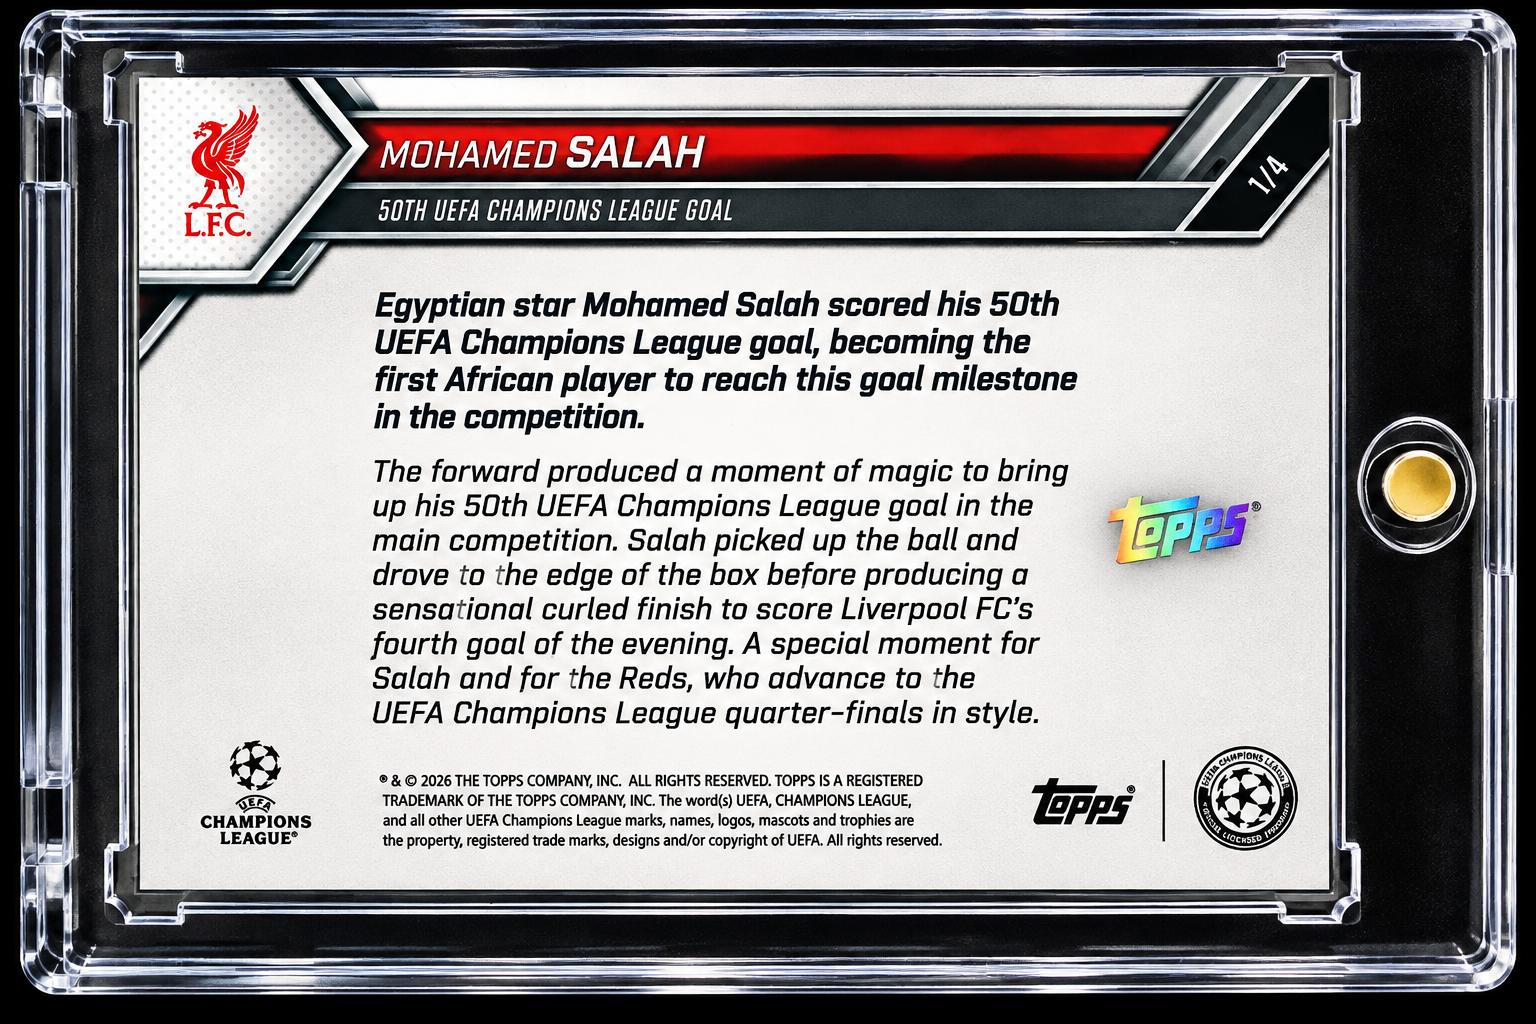 L.F.C.
MOHAMED SALAH
1/4
50TH UEFA CHAMPIONS LEAGUE GOAL
Egyptian star Mohamed Salah scored his 50th
UEFA Champions League goal, becoming the
first African player to reach this goal milestone
in the competition.
The forward produced a moment of magic to bring
up his 50th UEFA Champions League goal in the
main competition. Salah picked up the ball and
drove to the edge of the box before producing a
sensational curled finish to score Liverpool FC's
fourth goal of the evening. A special moment for
Salah and for the Reds, who advance to the
UEFA Champions League quarter-finals in style.
Topps®
UEFA
CHAMPIONS
LEAGUE®
® & © 2026 THE TOPPS COMPANY, INC. ALL RIGHTS RESERVED. TOPPS IS A REGISTERED
TRADEMARK OF THE TOPPS COMPANY, INC. The word(s) UEFA, CHAMPIONS LEAGUE,
and all other UEFA Champions League marks, names, logos, mascots and trophies are
the property, registered trade marks, designs and/or copyright of UEFA. All rights reserved.
Topps®
UEFA CHAMPIONS LEAGUE